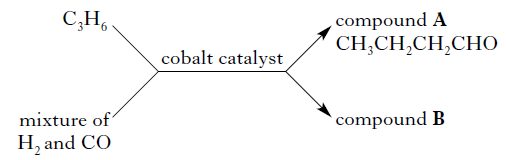 C₃H₆
mixture of
H₂ and CO
cobalt catalyst
compound A
CH₃CH₂CH₂CHO
compound B